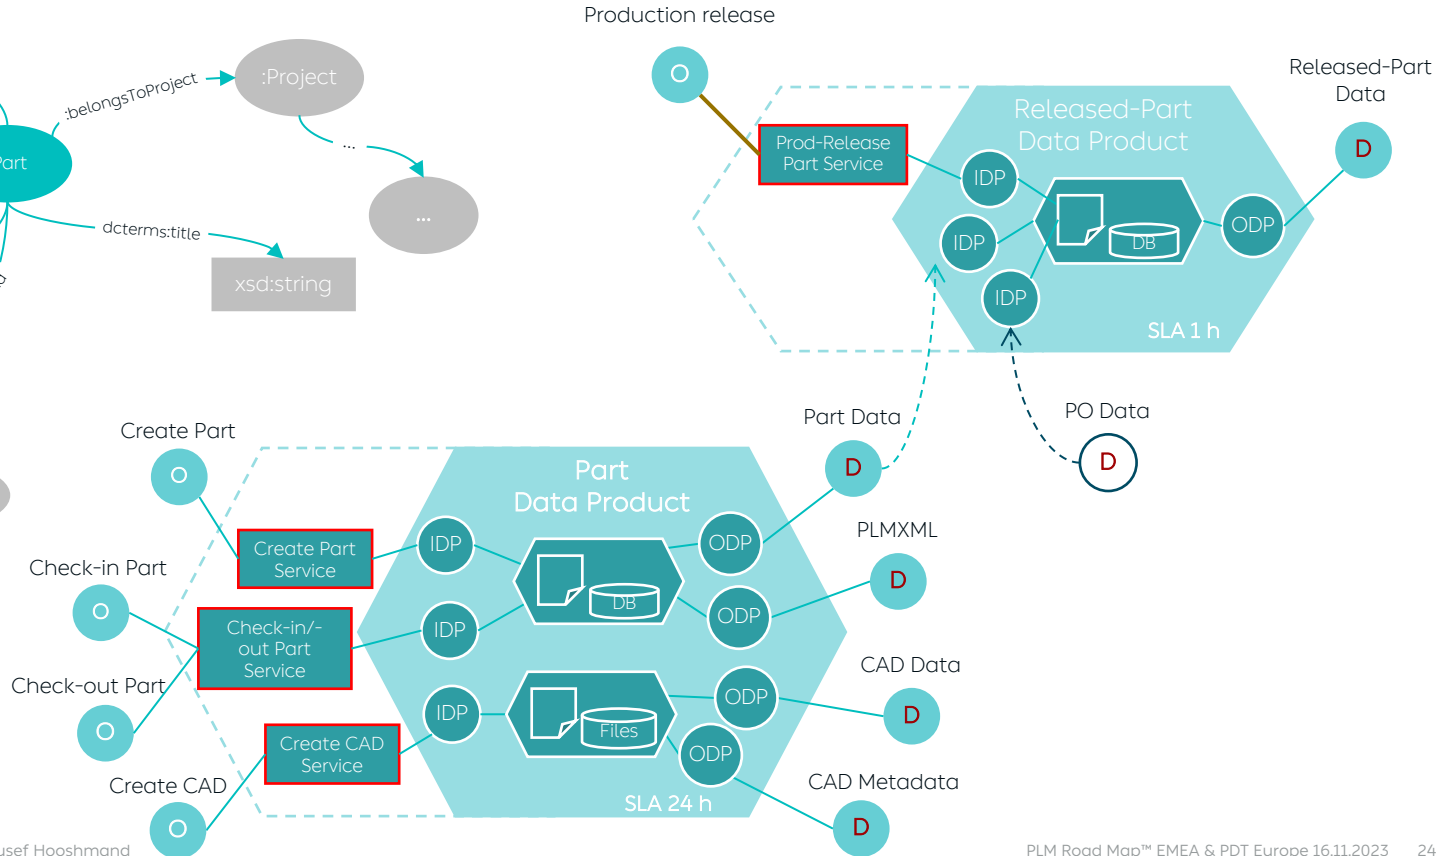 Production release
O
Released-Part
Data
D
Released-Part
Data Product
Prod-Release
Part Service
IDP
IDP
IDP
DB
ODP
SLA 1 h
:belongsToProject
:Project
...
...
Part
dcterms:title
xsd:string
Part Data
D
PO Data
D
Create Part
O
Part
Data Product
Create Part
Service
IDP
DB
ODP
PLMXML
D
Check-in Part
O
Check-in/-
out Part
Service
IDP
ODP
Check-out Part
O
CAD Data
D
IDP
Files
ODP
Create CAD
Service
ODP
Create CAD
O
CAD Metadata
D
SLA 24 h
usef Hooshmand
PLM Road Map™ EMEA & PDT Europe 16.11.2023
24